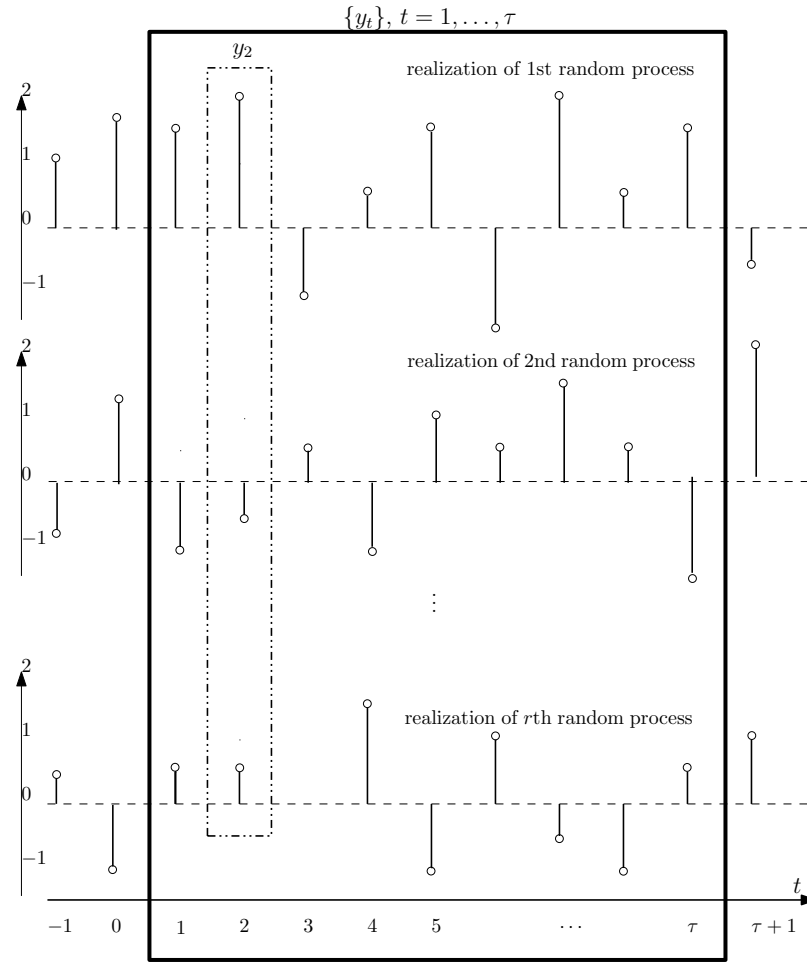 {y_t}, t = 1, . . . , τ
y_2
realization of 1st random process
2
1
0
−1
realization of 2nd random process
2
1
0
−1
⋮
2
realization of rth random process
1
0
−1
t
−1 0 1 2 3 4 5 ⋯ τ τ + 1